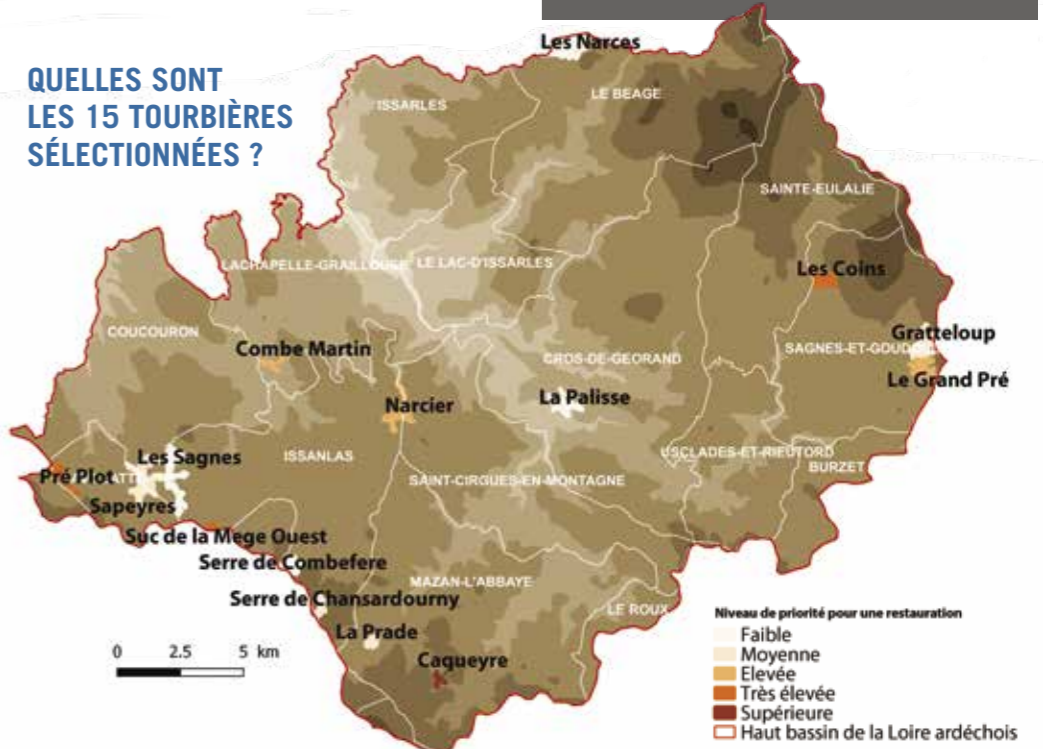 QUELLES SONT
LES 15 TOURBIÈRES
SÉLECTIONNÉES ?
Les Narces
ISSARLES
LE BEAGE
SAINTE-EULALIE
LACHAPELLE-GRAILLOUSE
LE LAC-D'ISSARLES
Les Coins
COUCOURON
Combe Martin
CROS-DE-GEORAND
Gratteloup
SAGNES-ET-GOUDO
Le Grand Pré
La Palisse
Narcier
Les Sagnes
ISSANLAS
USCLADES-ET-RIEUTORD
BURZET
Pré Plot
SAINT-CIRGUES-EN-MONTAGNE
Sapeyres
Suc de la Mege Ouest
Serre de Combefere
MAZAN-L'ABBAYE
Serre de Chansardourny
LE ROUX
La Prade
Caqueyre
0 2.5 5 km
Niveau de priorité pour une restauration
Faible
Moyenne
Elevée
Très élevée
Supérieure
Haut bassin de la Loire ardéchois